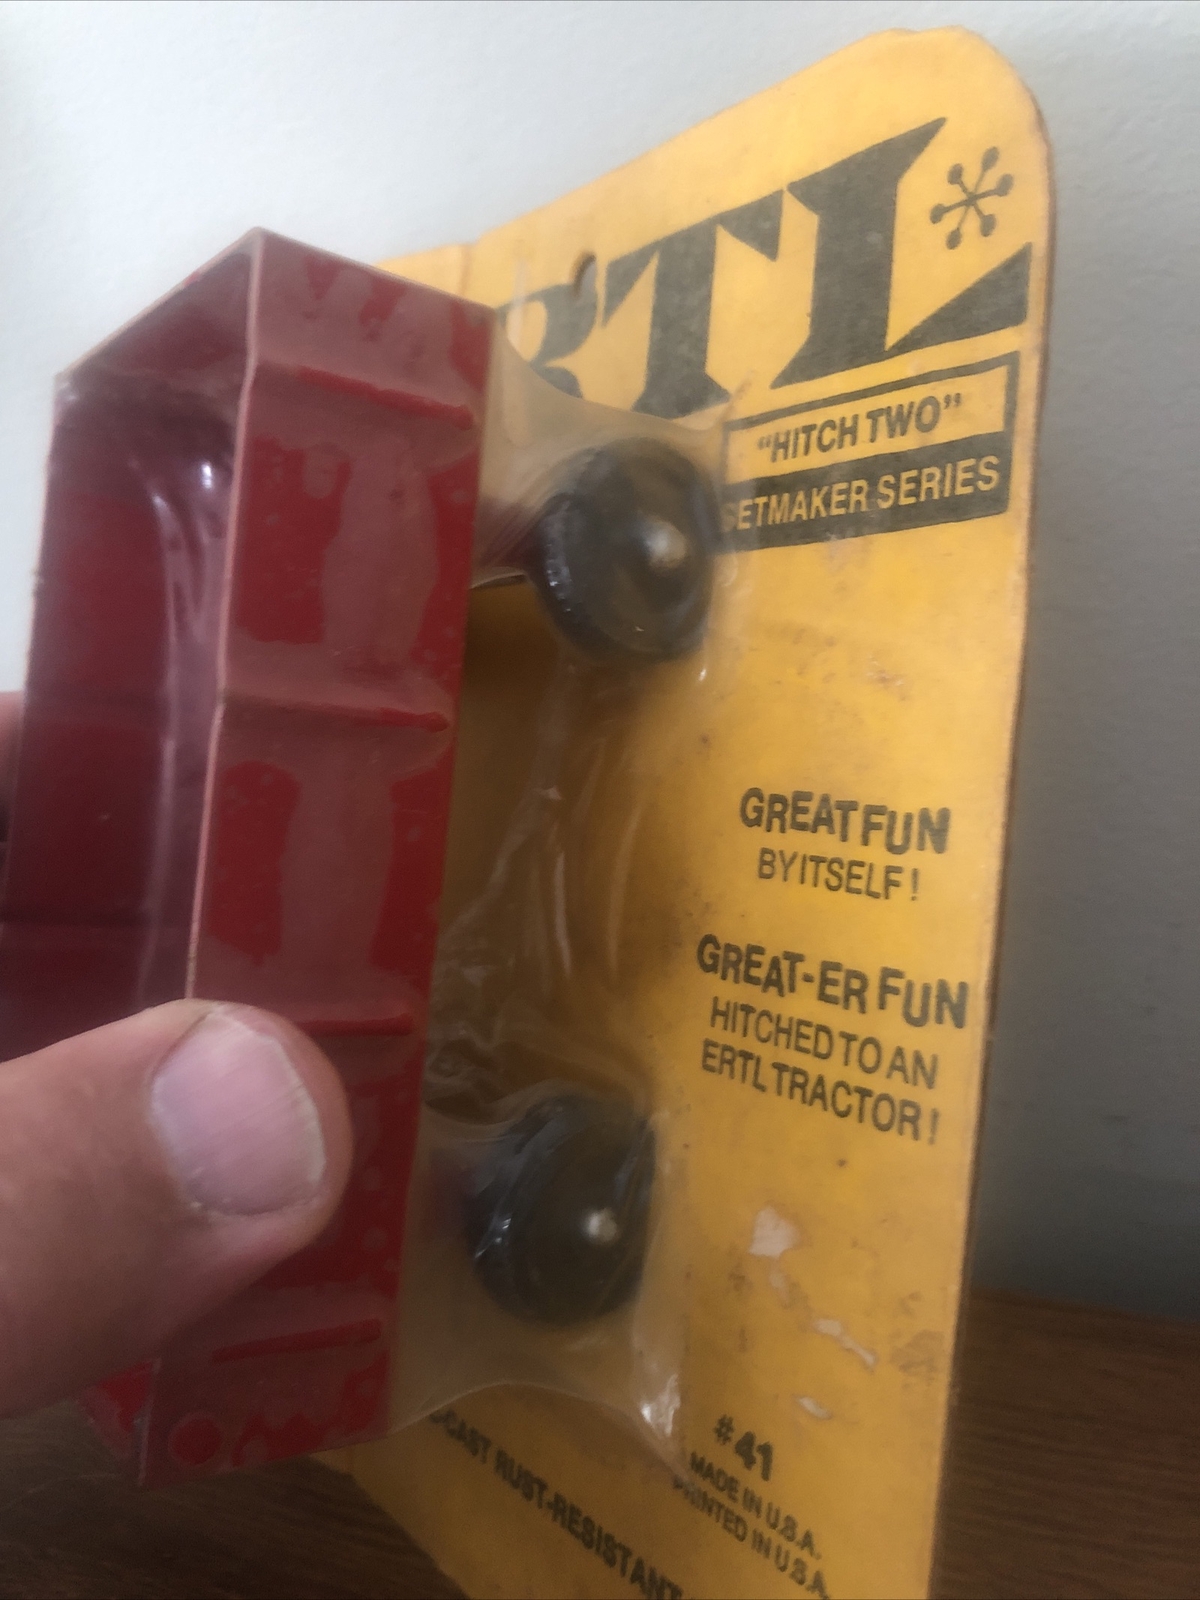 ERTL
"HITCH TWO"
SETMAKER SERIES
GREAT FUN
BY ITSELF!
GREAT-ER FUN
HITCHED TO AN
ERTL TRACTOR!
#41
MADE IN U.S.A.
PRINTED IN U.S.A.
RUST-RESISTANT